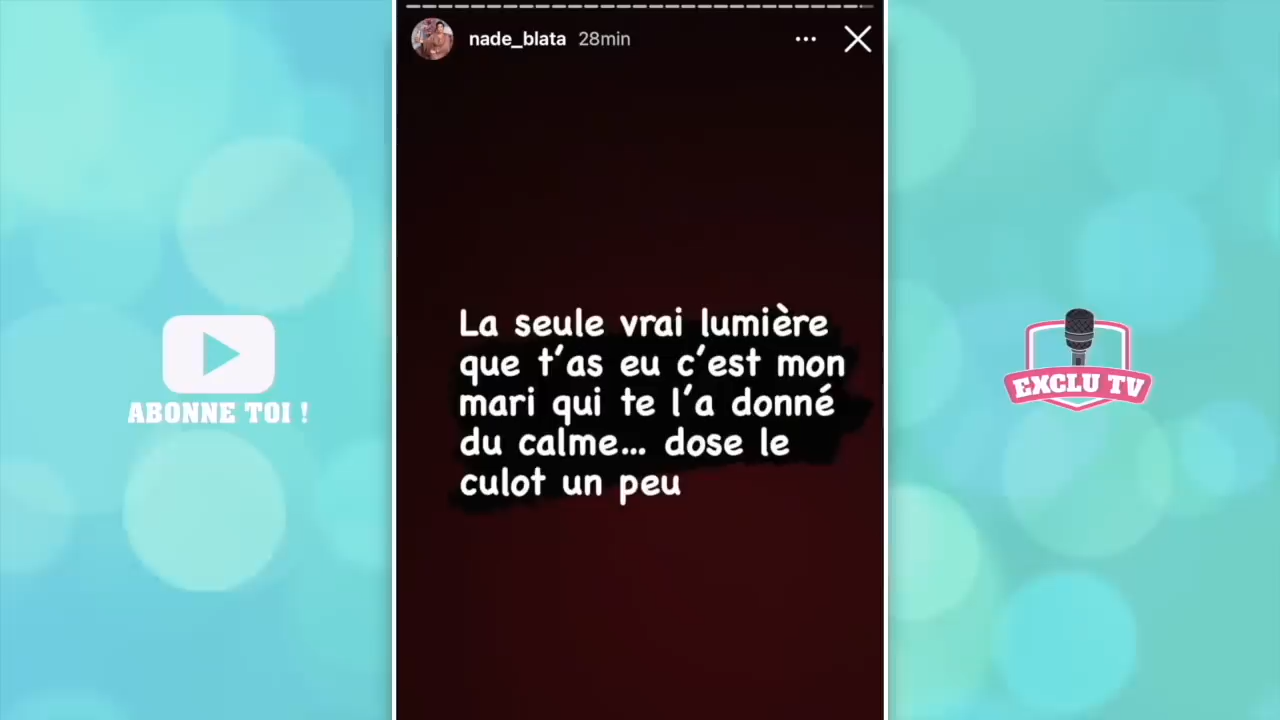 nade_blata 28min
La seule vrai lumière
que t'as eu c'est mon
mari qui te l'a donné
du calme... dose le
culot un peu
ABONNE TOI !
EXCLU TV